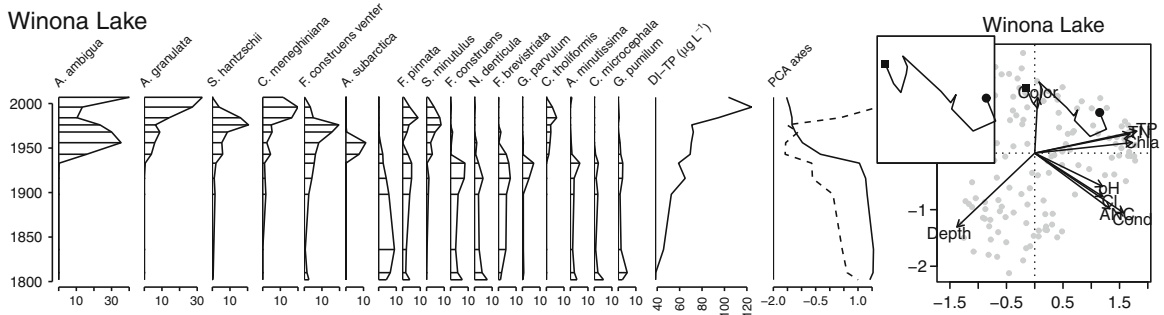 Winona Lake
A. ambigua
A. granulata
S. hantzschii
C. meneghiniana
F. construens venter
A. subarctica
F. pinnata
S. minutulus
F. construens
N. denticula
F. brevistriata
G. parvulum
C. tholiformis
A. minutissima
C. microcephala
G. pumilum
DI−TP (μg L⁻¹)
PCA axes
2000
1950
1900
1850
1800
0 10 30
0 10 30
10
10
10
10
10
10
10
10
10
10
10
10
10
10
40
60
80
100
120
−2.0 −0.5 1.0
Winona Lake
Color
TP
TN
Chla
pH
Cl
ANC
Cond
Depth
−1
−2
−1.5 −0.5 0.5 1.5